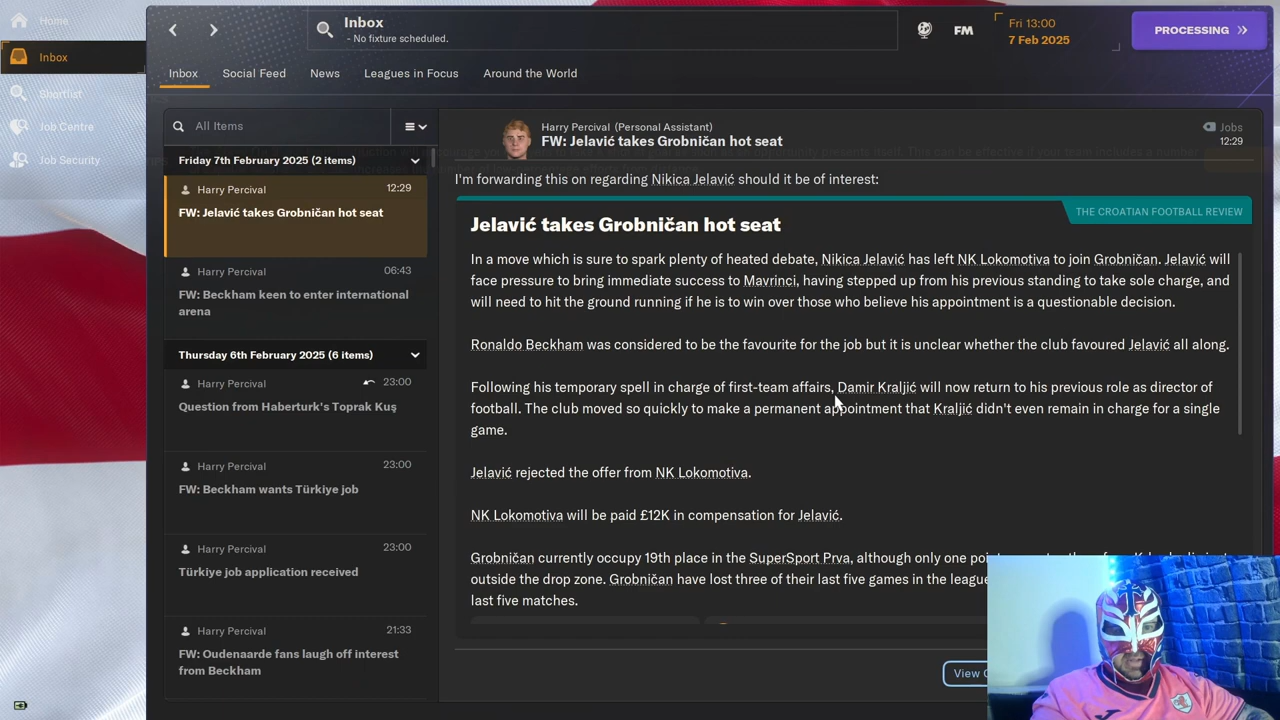 Home
Inbox
Shortlist
Job Centre
Job Security
Inbox
- No fixture scheduled.
FM
Fri 13:00
7 Feb 2025
PROCESSING
Inbox
Social Feed
News
Leagues in Focus
Around the World
All Items
Friday 7th February 2025 (2 items)
Harry Percival
12:29
FW: Jelavić takes Grobničan hot seat
Harry Percival
06:43
FW: Beckham keen to enter international
arena
Thursday 6th February 2025 (6 items)
Harry Percival
23:00
Question from Haberturk's Toprak Kuş
Harry Percival
23:00
FW: Beckham wants Türkiye job
Harry Percival
23:00
Türkiye job application received
Harry Percival
21:33
FW: Oudenaarde fans laugh off interest
from Beckham
Harry Percival (Personal Assistant)
FW: Jelavić takes Grobničan hot seat
Jobs
12:29
I'm forwarding this on regarding Nikica Jelavić should it be of interest:
THE CROATIAN FOOTBALL REVIEW
Jelavić takes Grobničan hot seat
In a move which is sure to spark plenty of heated debate, Nikica Jelavić has left NK Lokomotiva to join Grobničan. Jelavić will
face pressure to bring immediate success to Mavrinci, having stepped up from his previous standing to take sole charge, and
will need to hit the ground running if he is to win over those who believe his appointment is a questionable decision.
Ronaldo Beckham was considered to be the favourite for the job but it is unclear whether the club favoured Jelavić all along.
Following his temporary spell in charge of first-team affairs, Damir Kraljić will now return to his previous role as director of
football. The club moved so quickly to make a permanent appointment that Kraljić didn't even remain in charge for a single
game.
Jelavić rejected the offer from NK Lokomotiva.
NK Lokomotiva will be paid £12K in compensation for Jelavić.
Grobničan currently occupy 19th place in the SuperSport Prva, although only one point
outside the drop zone. Grobničan have lost three of their last five games in the league
last five matches.
View